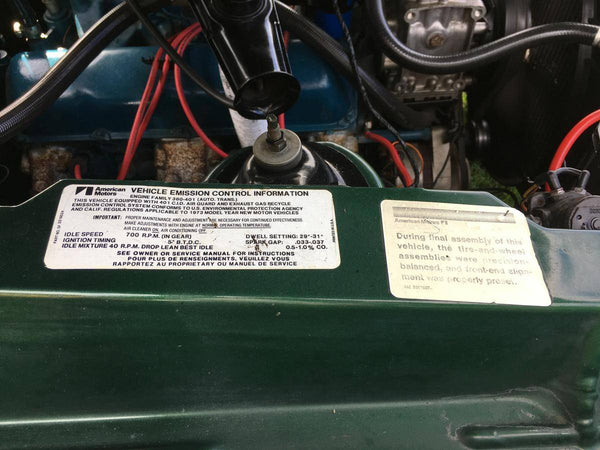 American Motors
VEHICLE EMISSION CONTROL INFORMATION
ENGINE FAMILY 360-401 (AUTO. TRANS.)
THIS VEHICLE EQUIPPED WITH 401 C.I.D. AIR GUARD AND EXHAUST GAS RECYCLE
EMISSION CONTROL SYSTEM CONFORMS TO U.S. ENVIRONMENTAL PROTECTION AGENCY
AND CALIF. REGULATIONS APPLICABLE TO 1973 MODEL YEAR NEW MOTOR VEHICLES
IMPORTANT: PROPER MAINTENANCE AND ADJUSTMENT ARE NECESSARY FOR CONTINUED EFFECTIVENESS
MAKE ADJUSTMENTS WITH ENGINE AT NORMAL OPERATING TEMPERATURE
AIR CLEANER ON AIR CONDITIONING OFF
IDLE SPEED 700 R.P.M. (IN GEAR) DWELL SETTING: 29°-31°
IGNITION TIMING 5° B.T.D.C. SPARK GAP: .033-.037
IDLE MIXTURE 40 R.P.M. DROP LEAN BEST IDLE 0.5-1.0% CO.
SEE OWNER OR SERVICE MANUAL FOR INSTRUCTIONS
POUR PLUS DE RENSEIGNEMENTS, VEUILLEZ VOUS
RAPPORTEZ AU PROPRIETARY OU MANUEL DE SERVICE
American Motors
During final assembly of this
vehicle, the tire-and-wheel
assemblies were precision-
balanced, and front-end align-
ment was properly preset.